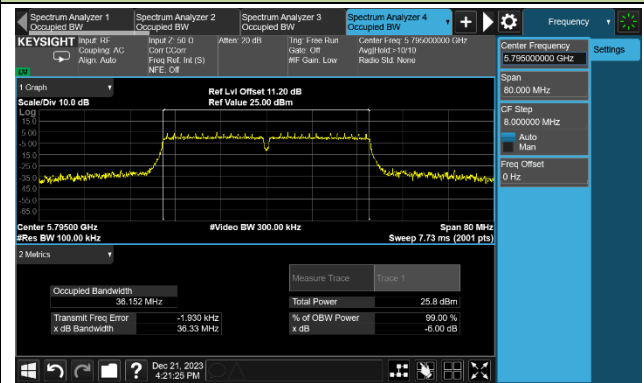 Spectrum Analyzer 1 Spectrum Analyzer 2 Spectrum Analyzer 3 Spectrum Analyzer 4 Frequency
Occupied BW Occupied BW Occupied BW Occupied BW
KEYSIGHT Input: RF Input Z: 50 Ω Atten: 20 dB Trig: Free Run Center Freq: 5.795000000 GHz
Coupling: AC Corr CCorr Gate: Off Avg|Hold:>10/10
Align: Auto Freq Ref: Int (S) #IF Gain: Low Radio Std: None
NFE: Off
Center Frequency Settings
5.795000000 GHz
Span
80.000 MHz
CF Step
8.000000 MHz
Auto
Man
Freq Offset
0 Hz
1 Graph Ref Lvl Offset 11.20 dB
Scale/Div 10.0 dB Ref Value 25.00 dBm
Log
15.0
5.00
-5.00
-15.0
-25.0
-35.0
-45.0
-55.0
-65.0
Center 5.79500 GHz #Video BW 300.00 kHz Span 80 MHz
#Res BW 100.00 kHz Sweep 7.73 ms (2001 pts)
2 Metrics
Measure Trace Trace 1
Occupied Bandwidth
36.152 MHz Total Power 25.8 dBm
Transmit Freq Error -1.930 kHz % of OBW Power 99.00 %
x dB Bandwidth 36.33 MHz x dB -6.00 dB
Dec 21, 2023
4:21:25 PM